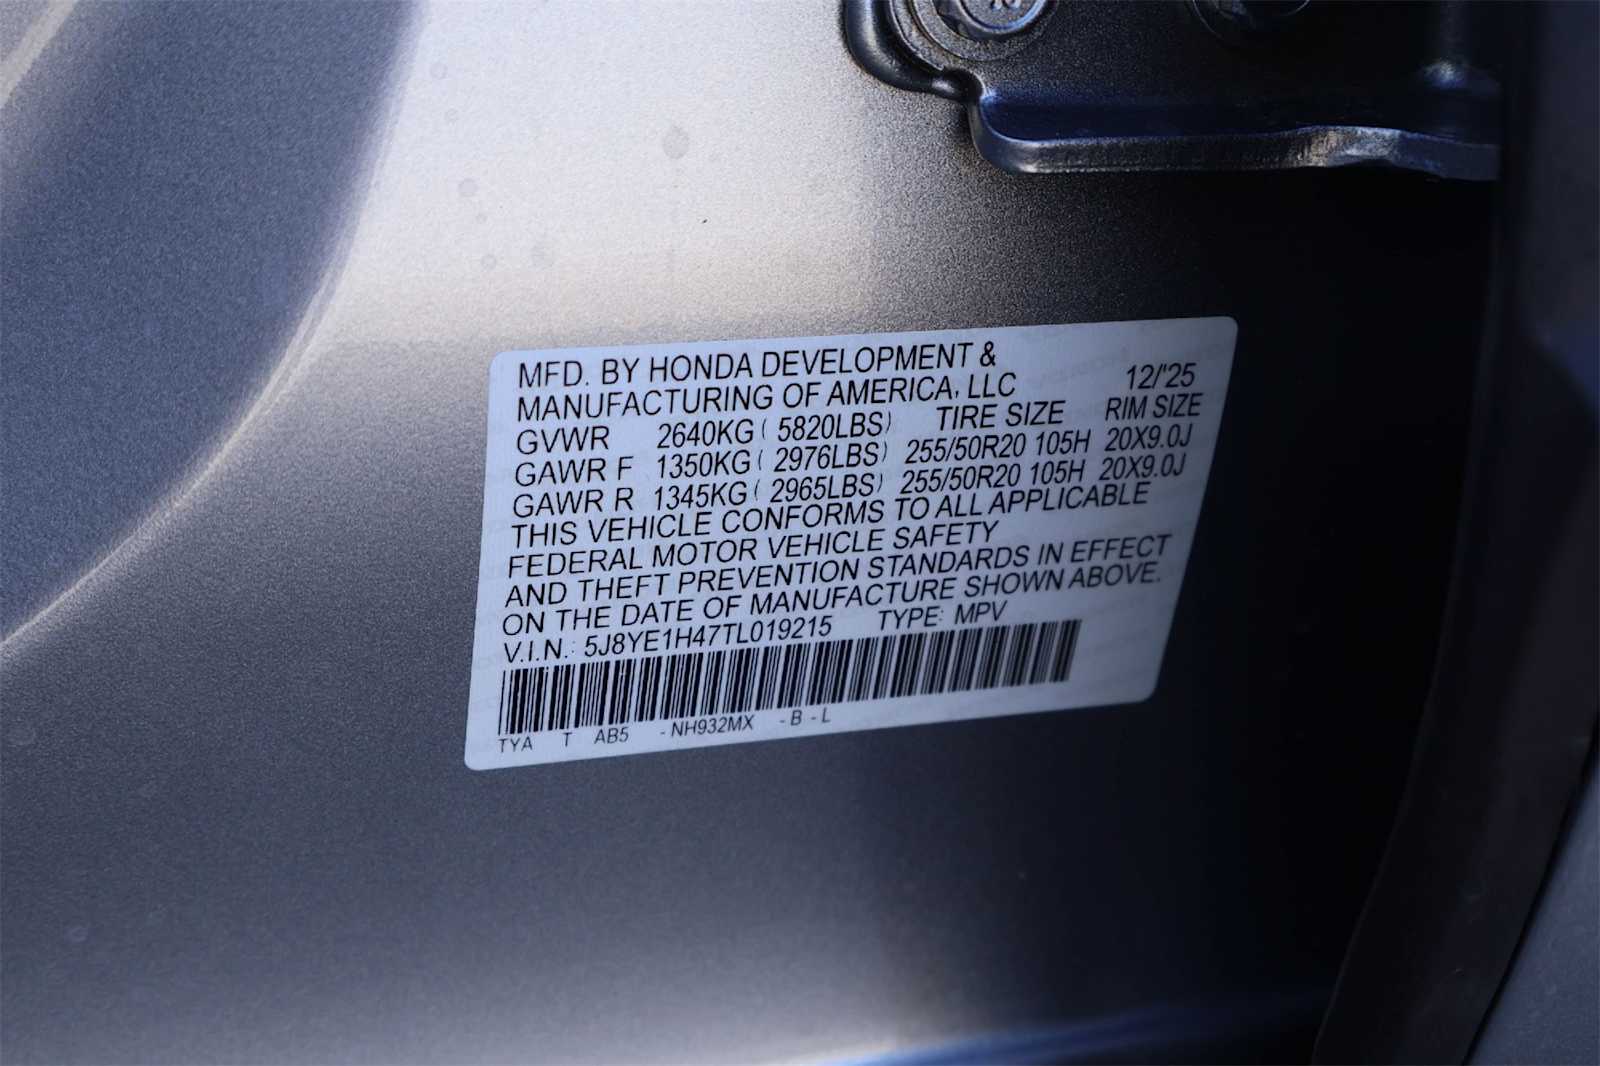 MFD. BY HONDA DEVELOPMENT &
MANUFACTURING OF AMERICA, LLC 12/'25
GVWR 2640KG ( 5820LBS) TIRE SIZE RIM SIZE
GAWR F 1350KG ( 2976LBS) 255/50R20 105H 20X9.0J
GAWR R 1345KG ( 2965LBS) 255/50R20 105H 20X9.0J
THIS VEHICLE CONFORMS TO ALL APPLICABLE
FEDERAL MOTOR VEHICLE SAFETY
AND THEFT PREVENTION STANDARDS IN EFFECT
ON THE DATE OF MANUFACTURE SHOWN ABOVE.
V.I.N.: 5J8YE1H47TL019215 TYPE: MPV
TYA T AB5 - NH932MX - B - L